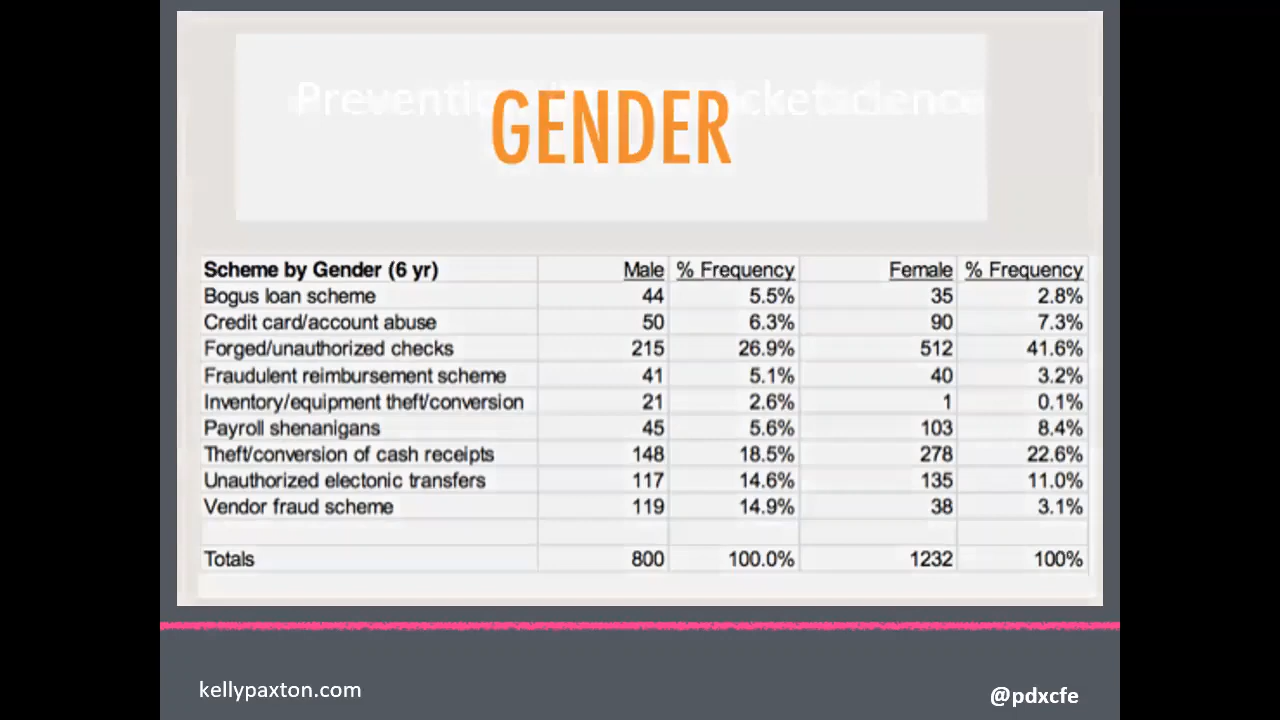 Prevention cketscience
GENDER
Scheme by Gender (6 yr) Male % Frequency Female % Frequency
Bogus loan scheme 44 5.5% 35 2.8%
Credit card/account abuse 50 6.3% 90 7.3%
Forged/unauthorized checks 215 26.9% 512 41.6%
Fraudulent reimbursement scheme 41 5.1% 40 3.2%
Inventory/equipment theft/conversion 21 2.6% 1 0.1%
Payroll shenanigans 45 5.6% 103 8.4%
Theft/conversion of cash receipts 148 18.5% 278 22.6%
Unauthorized electonic transfers 117 14.6% 135 11.0%
Vendor fraud scheme 119 14.9% 38 3.1%
Totals 800 100.0% 1232 100%
kellypaxton.com
@pdxcfe